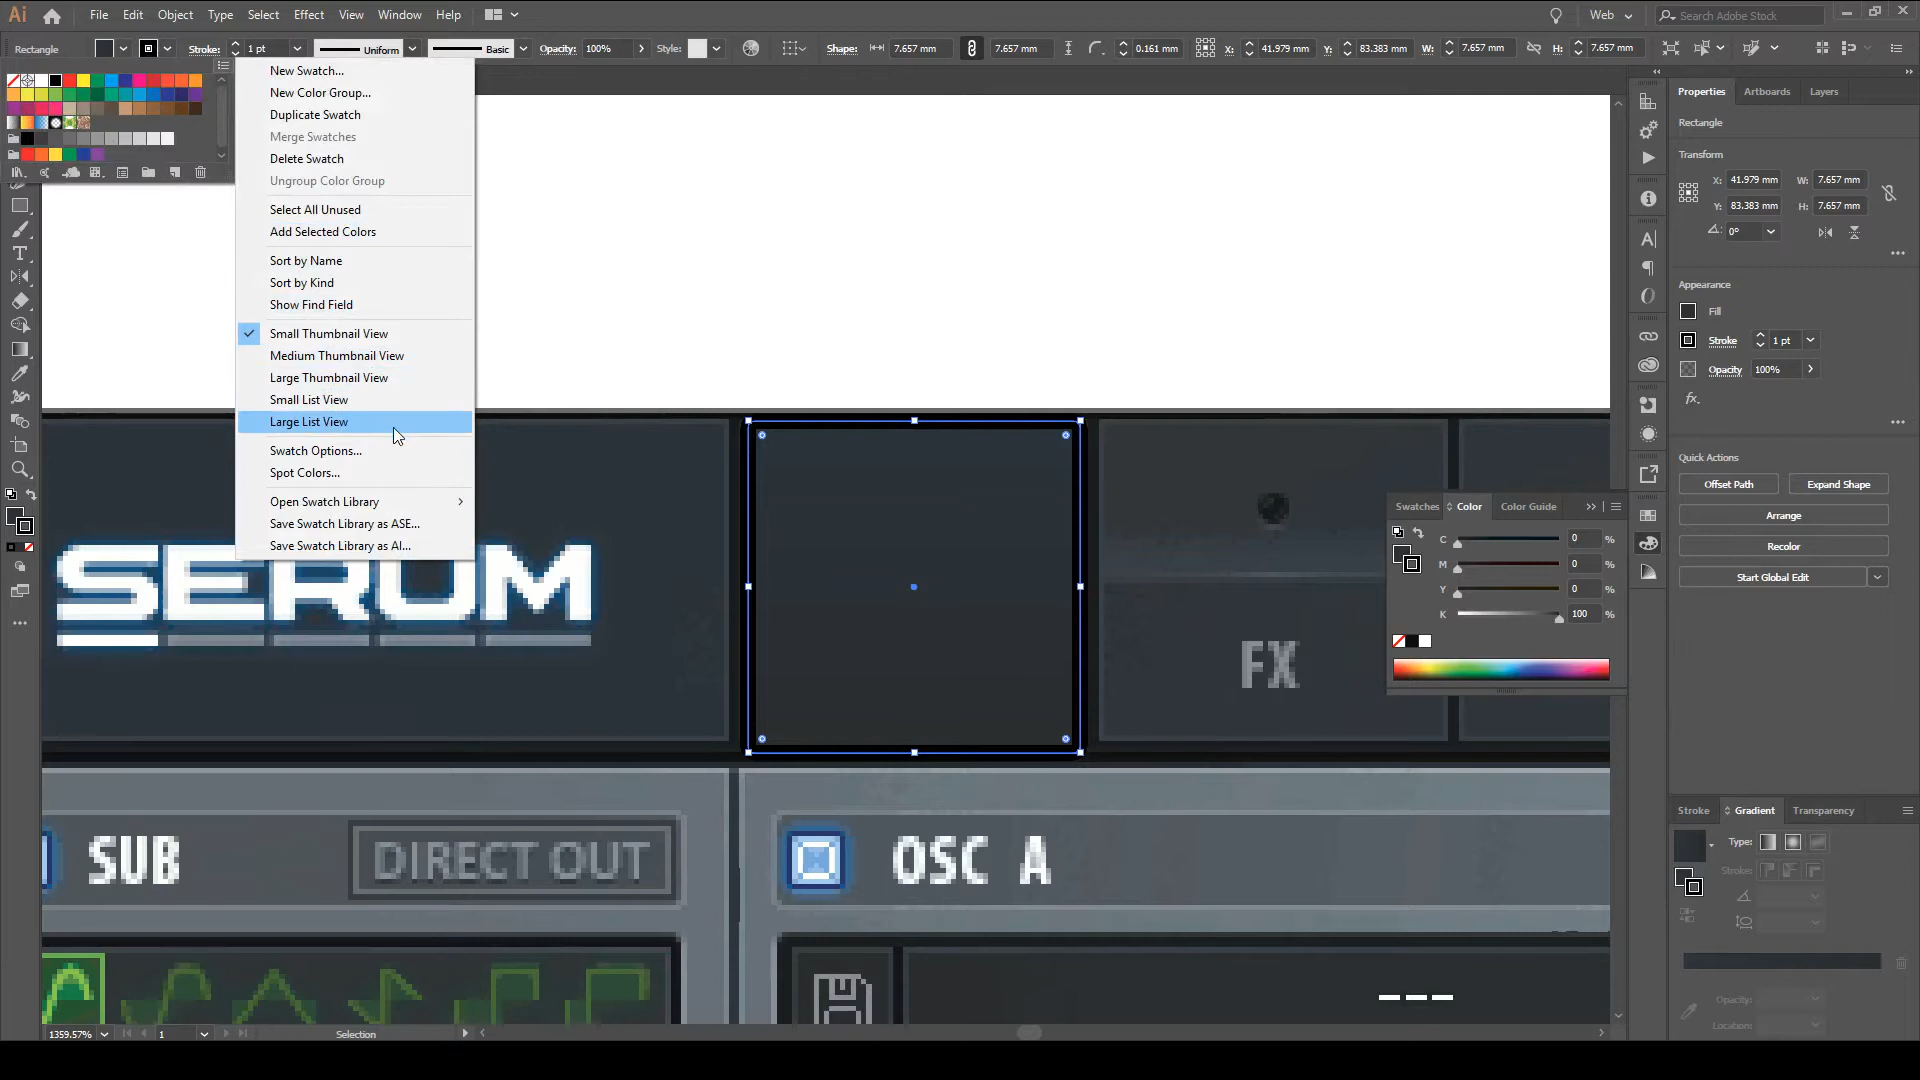 Ai File Edit Object Type Select Effect View Window Help Web Search Adobe Stock
Rectangle Stroke: 1 pt Uniform Basic Opacity: 100% Style: Shape: 7.657 mm 7.657 mm 0.161 mm X: 41.979 mm Y: 83.383 mm W: 7.657 mm H: 7.657 mm
New Swatch...
New Color Group...
Duplicate Swatch
Merge Swatches
Delete Swatch
Ungroup Color Group
Select All Unused
Add Selected Colors
Sort by Name
Sort by Kind
Show Find Field
Small Thumbnail View
Medium Thumbnail View
Large Thumbnail View
Small List View
Large List View
Swatch Options...
Spot Colors...
Open Swatch Library
Save Swatch Library as ASE...
Save Swatch Library as AI...
SERUM
FX
SUB DIRECT OUT
OSC A
Swatches Color Color Guide
C 0 %
M 0 %
Y 0 %
K 100 %
Properties Artboards Layers
Rectangle
Transform
X: 41.979 mm W: 7.657 mm
Y: 83.383 mm H: 7.657 mm
0°
Appearance
Fill
Stroke 1 pt
Opacity 100%
fx.
Quick Actions
Offset Path Expand Shape
Arrange
Recolor
Start Global Edit
Stroke Gradient Transparency
Type:
Strokes:
Opacity:
Location:
1359.57% 1 Selection